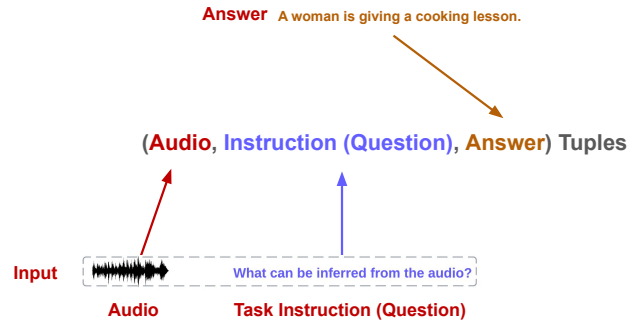 Answer A woman is giving a cooking lesson.
(Audio, Instruction (Question), Answer) Tuples
Input What can be inferred from the audio?
Audio Task Instruction (Question)